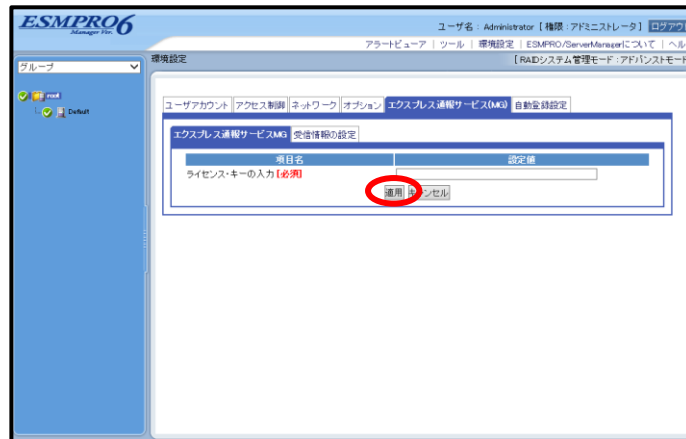 ESMPRO6
Manager Ver.
ユーザ名 : Administrator 【 権限 : アドミニストレータ 】 ログアウ
アラートビューア | ツール | 環境設定 | ESMPRO/ServerManagerについて | ヘル
グループ
環境設定
[ RAIDシステム管理モード : アドバンストモード
root
Default
ユーザアカウント アクセス制御 ネットワーク オプション エクスプレス通報サービス(MG) 自動登録設定
エクスプレス通報サービスMG 受信情報の設定
項目名 設定値
ライセンス・キーの入力 [必須]
適用 キャンセル